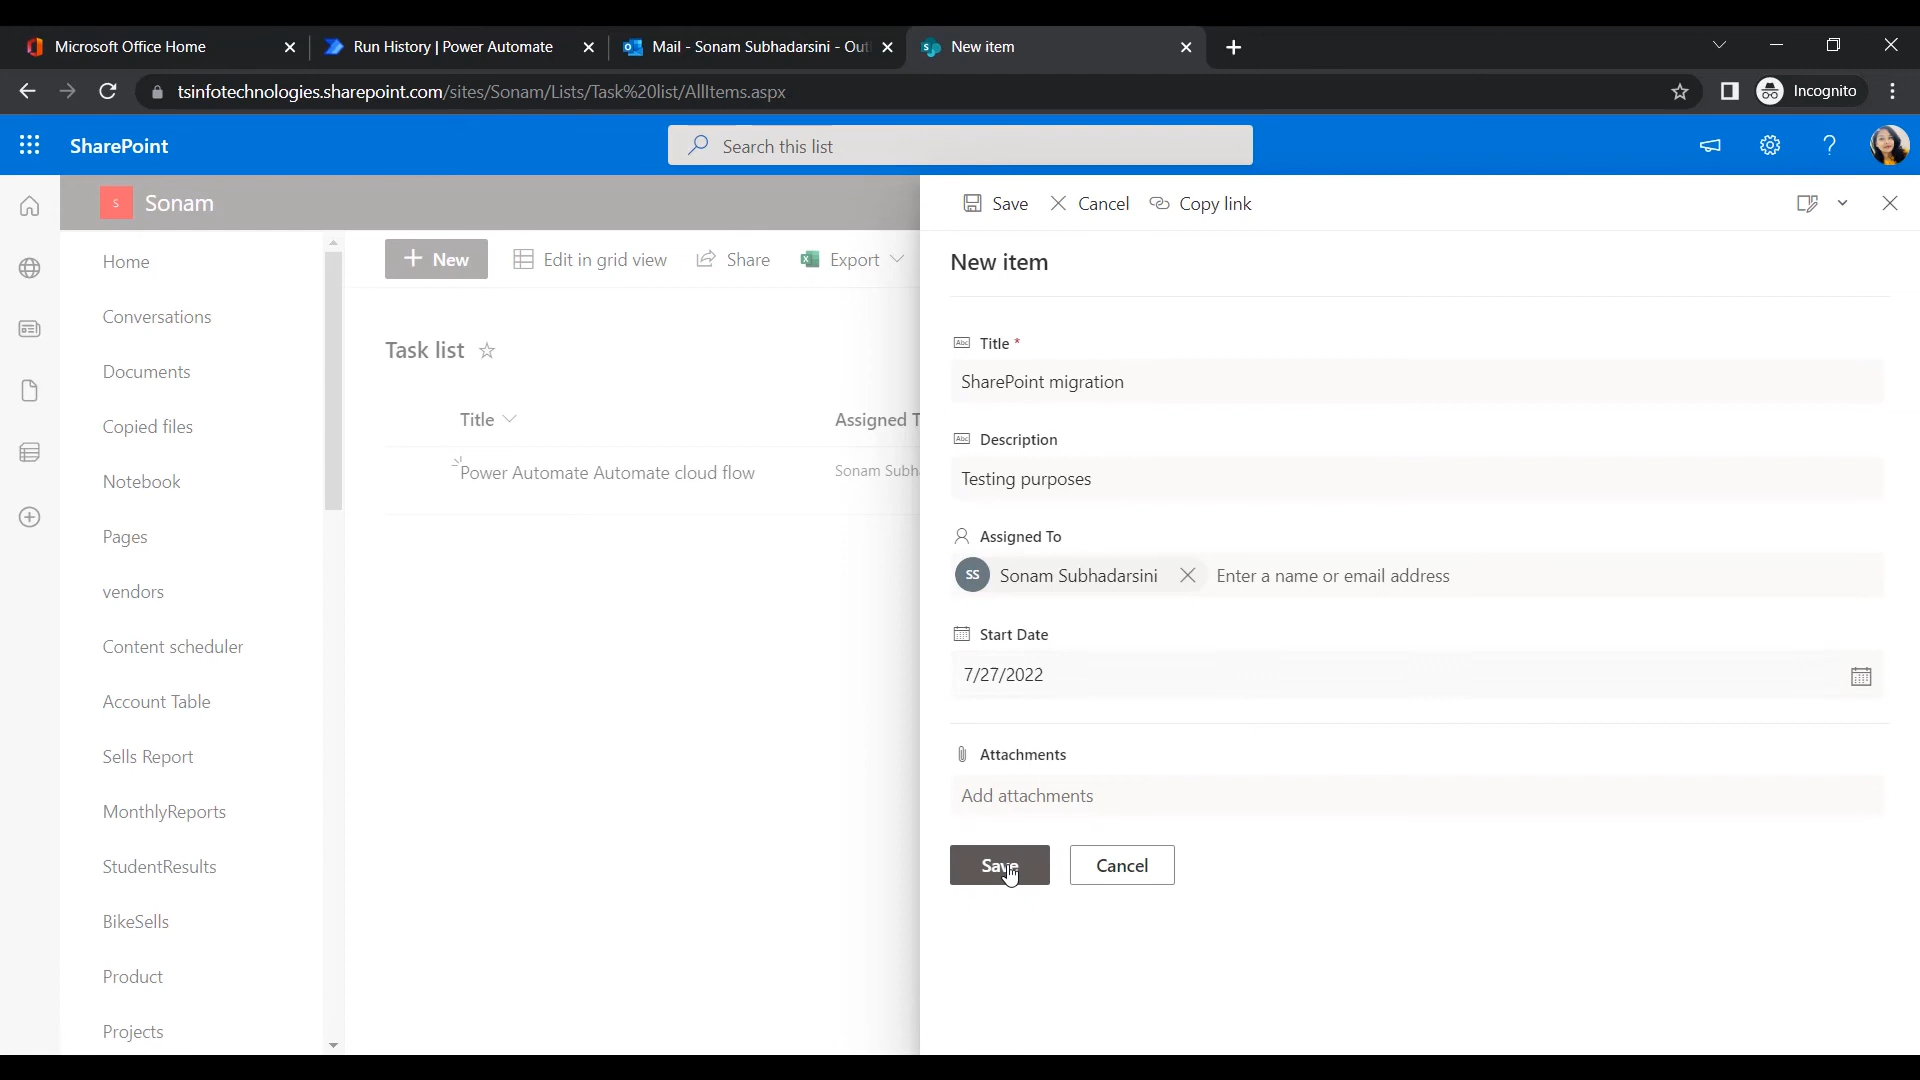 Microsoft Office Home
Run History | Power Automate
Mail - Sonam Subhadarsini - Out
New item
tsinfotechnologies.sharepoint.com/sites/Sonam/Lists/Task%20list/AllItems.aspx
Incognito
SharePoint
Search this list
S Sonam
Save
Cancel
Copy link
Home
Conversations
Documents
Copied files
Notebook
Pages
vendors
Content scheduler
Account Table
Sells Report
MonthlyReports
StudentResults
BikeSells
Product
Projects
+ New
Edit in grid view
Share
Export
Task list
Title
Assigned T
Power Automate Automate cloud flow
Sonam Subh
New item
Title *
SharePoint migration
Description
Testing purposes
Assigned To
SS Sonam Subhadarsini
Enter a name or email address
Start Date
7/27/2022
Attachments
Add attachments
Save
Cancel